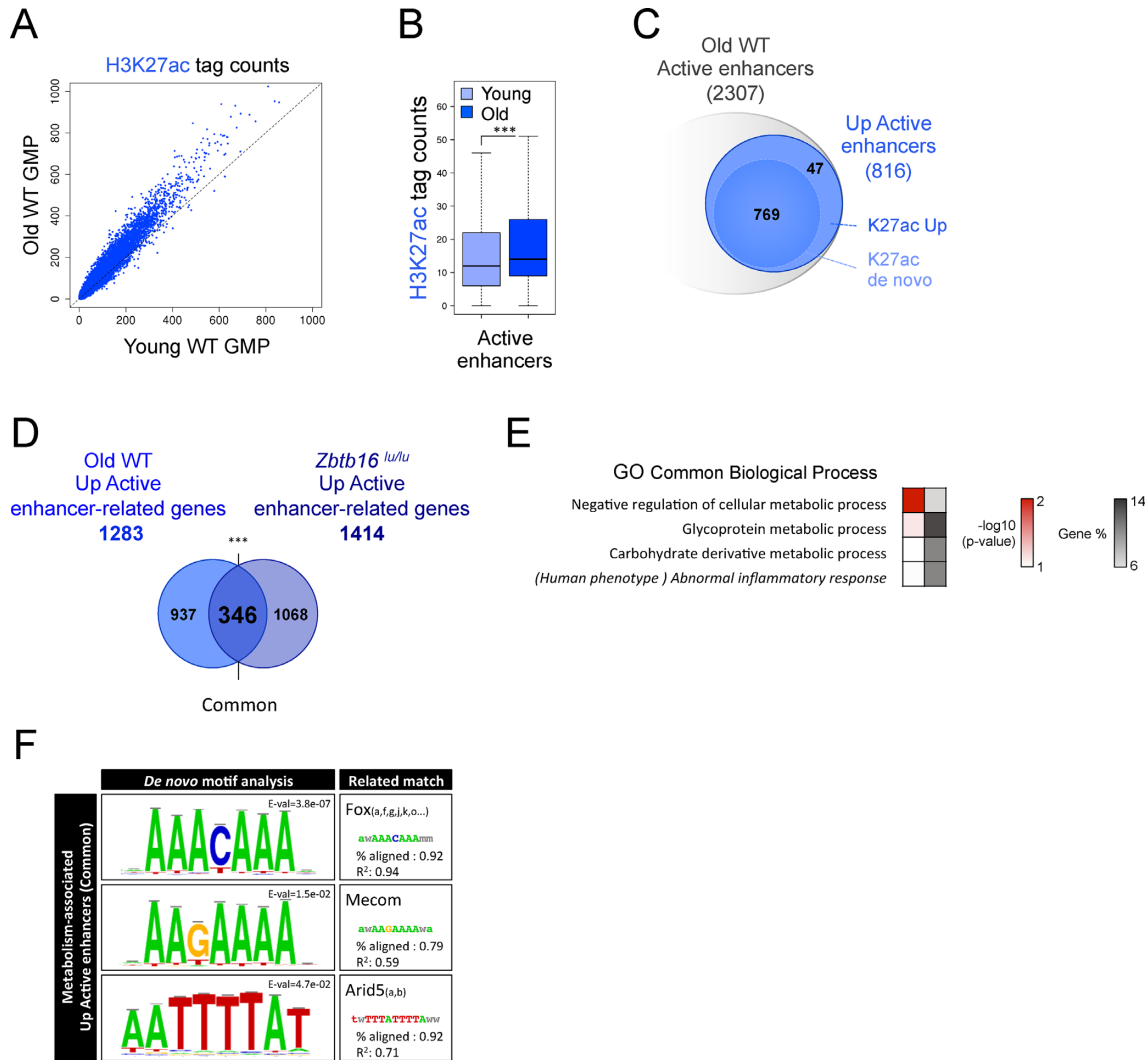 A
H3K27ac tag counts
Old WT GMP
1000
800
600
400
200
0
0 200 400 600 800 1000
Young WT GMP
B
H3K27ac tag counts
60
50
40
30
20
10
0
Young
Old
***
Active
enhancers
C
Old WT
Active enhancers
(2307)
Up Active
enhancers
(816)
47
769
K27ac Up
K27ac
de novo
D
Old WT
Up Active
enhancer-related genes
1283
Zbtb16 lu/lu
Up Active
enhancer-related genes
1414
***
937 346 1068
Common
E
GO Common Biological Process
Negative regulation of cellular metabolic process
Glycoprotein metabolic process
Carbohydrate derivative metabolic process
(Human phenotype ) Abnormal inflammatory response
-log10
(p-value)
2
1
Gene %
14
6
F
De novo motif analysis
Related match
Metabolism-associated
Up Active enhancers (Common)
E-val=3.8e-07
AAACAAA
Fox(a,f,g,j,k,o...)
awAAACAAAmm
% aligned : 0.92
R2: 0.94
E-val=1.5e-02
AAGAAAA
Mecom
awAAGAAAAwa
% aligned : 0.79
R2: 0.59
E-val=4.7e-02
AATTTTAT
Arid5(a,b)
twTTTATTTTAww
% aligned : 0.92
R2: 0.71